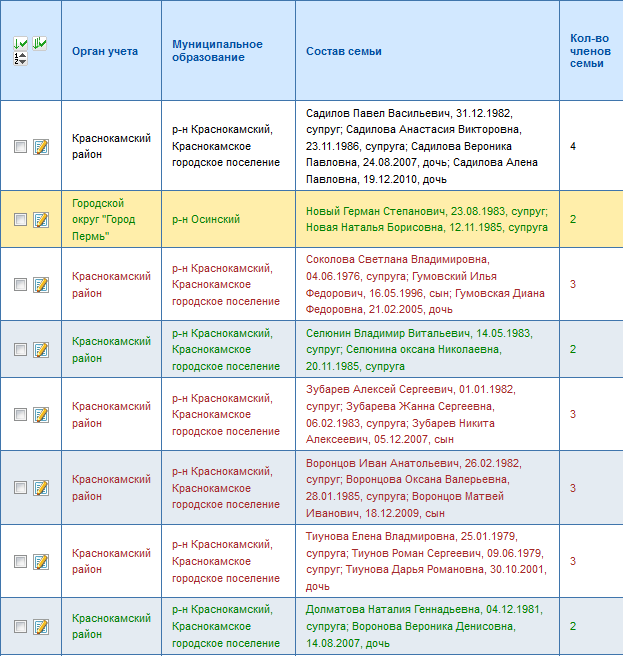 Орган учета
Муниципальное
образование
Состав семьи
Кол-во
членов
семьи
Краснокамский
район
р-н Краснокамский,
Краснокамское
городское поселение
Садилов Павел Васильевич, 31.12.1982,
супруг; Садилова Анастасия Викторовна,
23.11.1986, супруга; Садилова Вероника
Павловна, 24.08.2007, дочь; Садилова Алена
Павловна, 19.12.2010, дочь
4
Городской
округ "Город
Пермь"
р-н Осинский
Новый Герман Степанович, 23.08.1983, супруг;
Новая Наталья Борисовна, 12.11.1985, супруга
2
Краснокамский
район
р-н Краснокамский,
Краснокамское
городское поселение
Соколова Светлана Владимировна,
04.06.1976, супруга; Гумовский Илья
Федорович, 16.05.1996, сын; Гумовская Диана
Федоровна, 21.02.2005, дочь
3
Краснокамский
район
р-н Краснокамский,
Краснокамское
городское поселение
Селюнин Владимир Витальевич, 14.05.1983,
супруг; Селюнина оксана Николаевна,
20.11.1985, супруга
2
Краснокамский
район
р-н Краснокамский,
Краснокамское
городское поселение
Зубарев Алексей Сергеевич, 01.01.1982,
супруг; Зубарева Жанна Сергеевна,
06.02.1983, супруга; Зубарев Никита
Алексеевич, 05.12.2007, сын
3
Краснокамский
район
р-н Краснокамский,
Краснокамское
городское поселение
Воронцов Иван Анатольевич, 26.02.1982,
супруг; Воронцова Оксана Валерьевна,
28.01.1985, супруга; Воронцов Матвей
Иванович, 18.12.2009, сын
3
Краснокамский
район
р-н Краснокамский,
Краснокамское
городское поселение
Тиунова Елена Владмировна, 25.01.1979,
супруга; Тиунов Роман Сергеевич, 09.06.1979,
супруг; Тиунова Дарья Романовна, 30.10.2001,
дочь
3
Краснокамский
район
р-н Краснокамский,
Краснокамское
городское поселение
Долматова Наталия Геннадьевна, 04.12.1981,
супруга; Воронова Вероника Денисовна,
14.08.2007, дочь
2